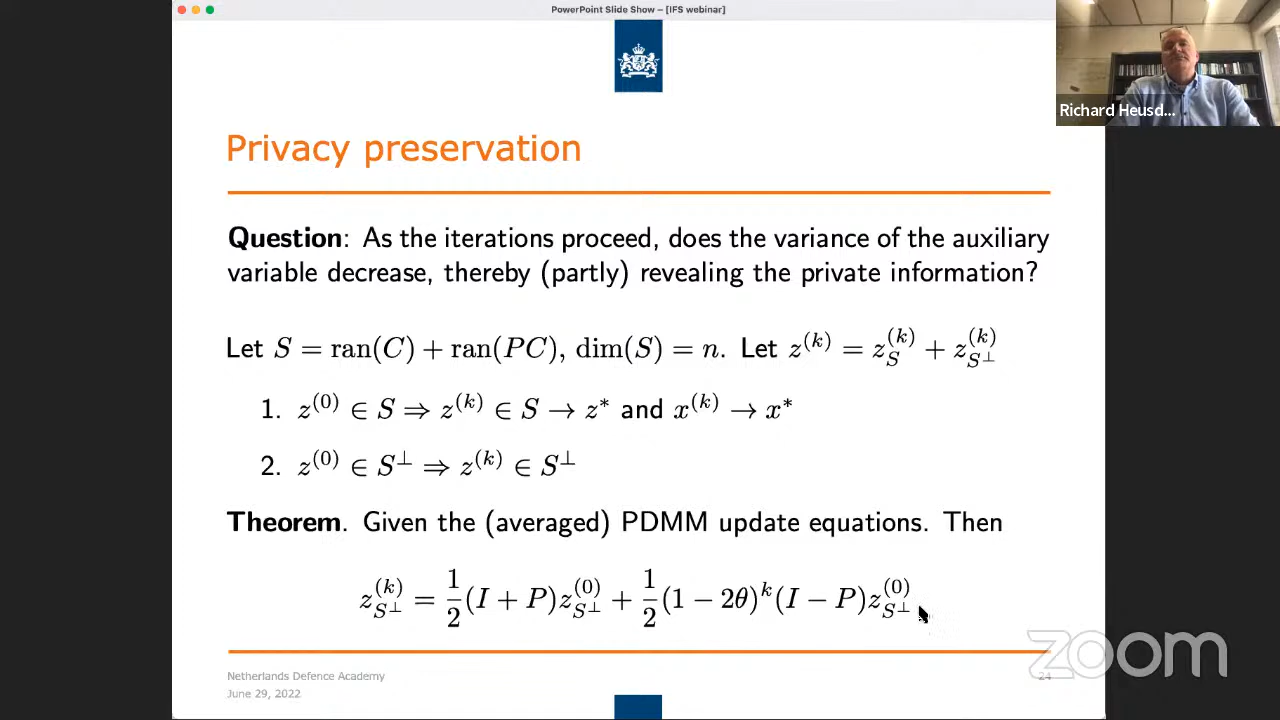 PowerPoint Slide Show – [IFS webinar]
Richard Heusd...
Privacy preservation
Question: As the iterations proceed, does the variance of the auxiliary
variable decrease, thereby (partly) revealing the private information?
Let S = ran(C) + ran(PC), dim(S) = n. Let z^{(k)} = z_S^{(k)} + z_{S^⊥}^{(k)}
1. z^{(0)} ∈ S ⇒ z^{(k)} ∈ S → z* and x^{(k)} → x*
2. z^{(0)} ∈ S^⊥ ⇒ z^{(k)} ∈ S^⊥
Theorem. Given the (averaged) PDMM update equations. Then
z_{S^⊥}^{(k)} = \frac{1}{2}(I + P)z_{S^⊥}^{(0)} + \frac{1}{2}(1 − 2θ)^k(I − P)z_{S^⊥}^{(0)}
Netherlands Defence Academy
June 29, 2022
24
zoom